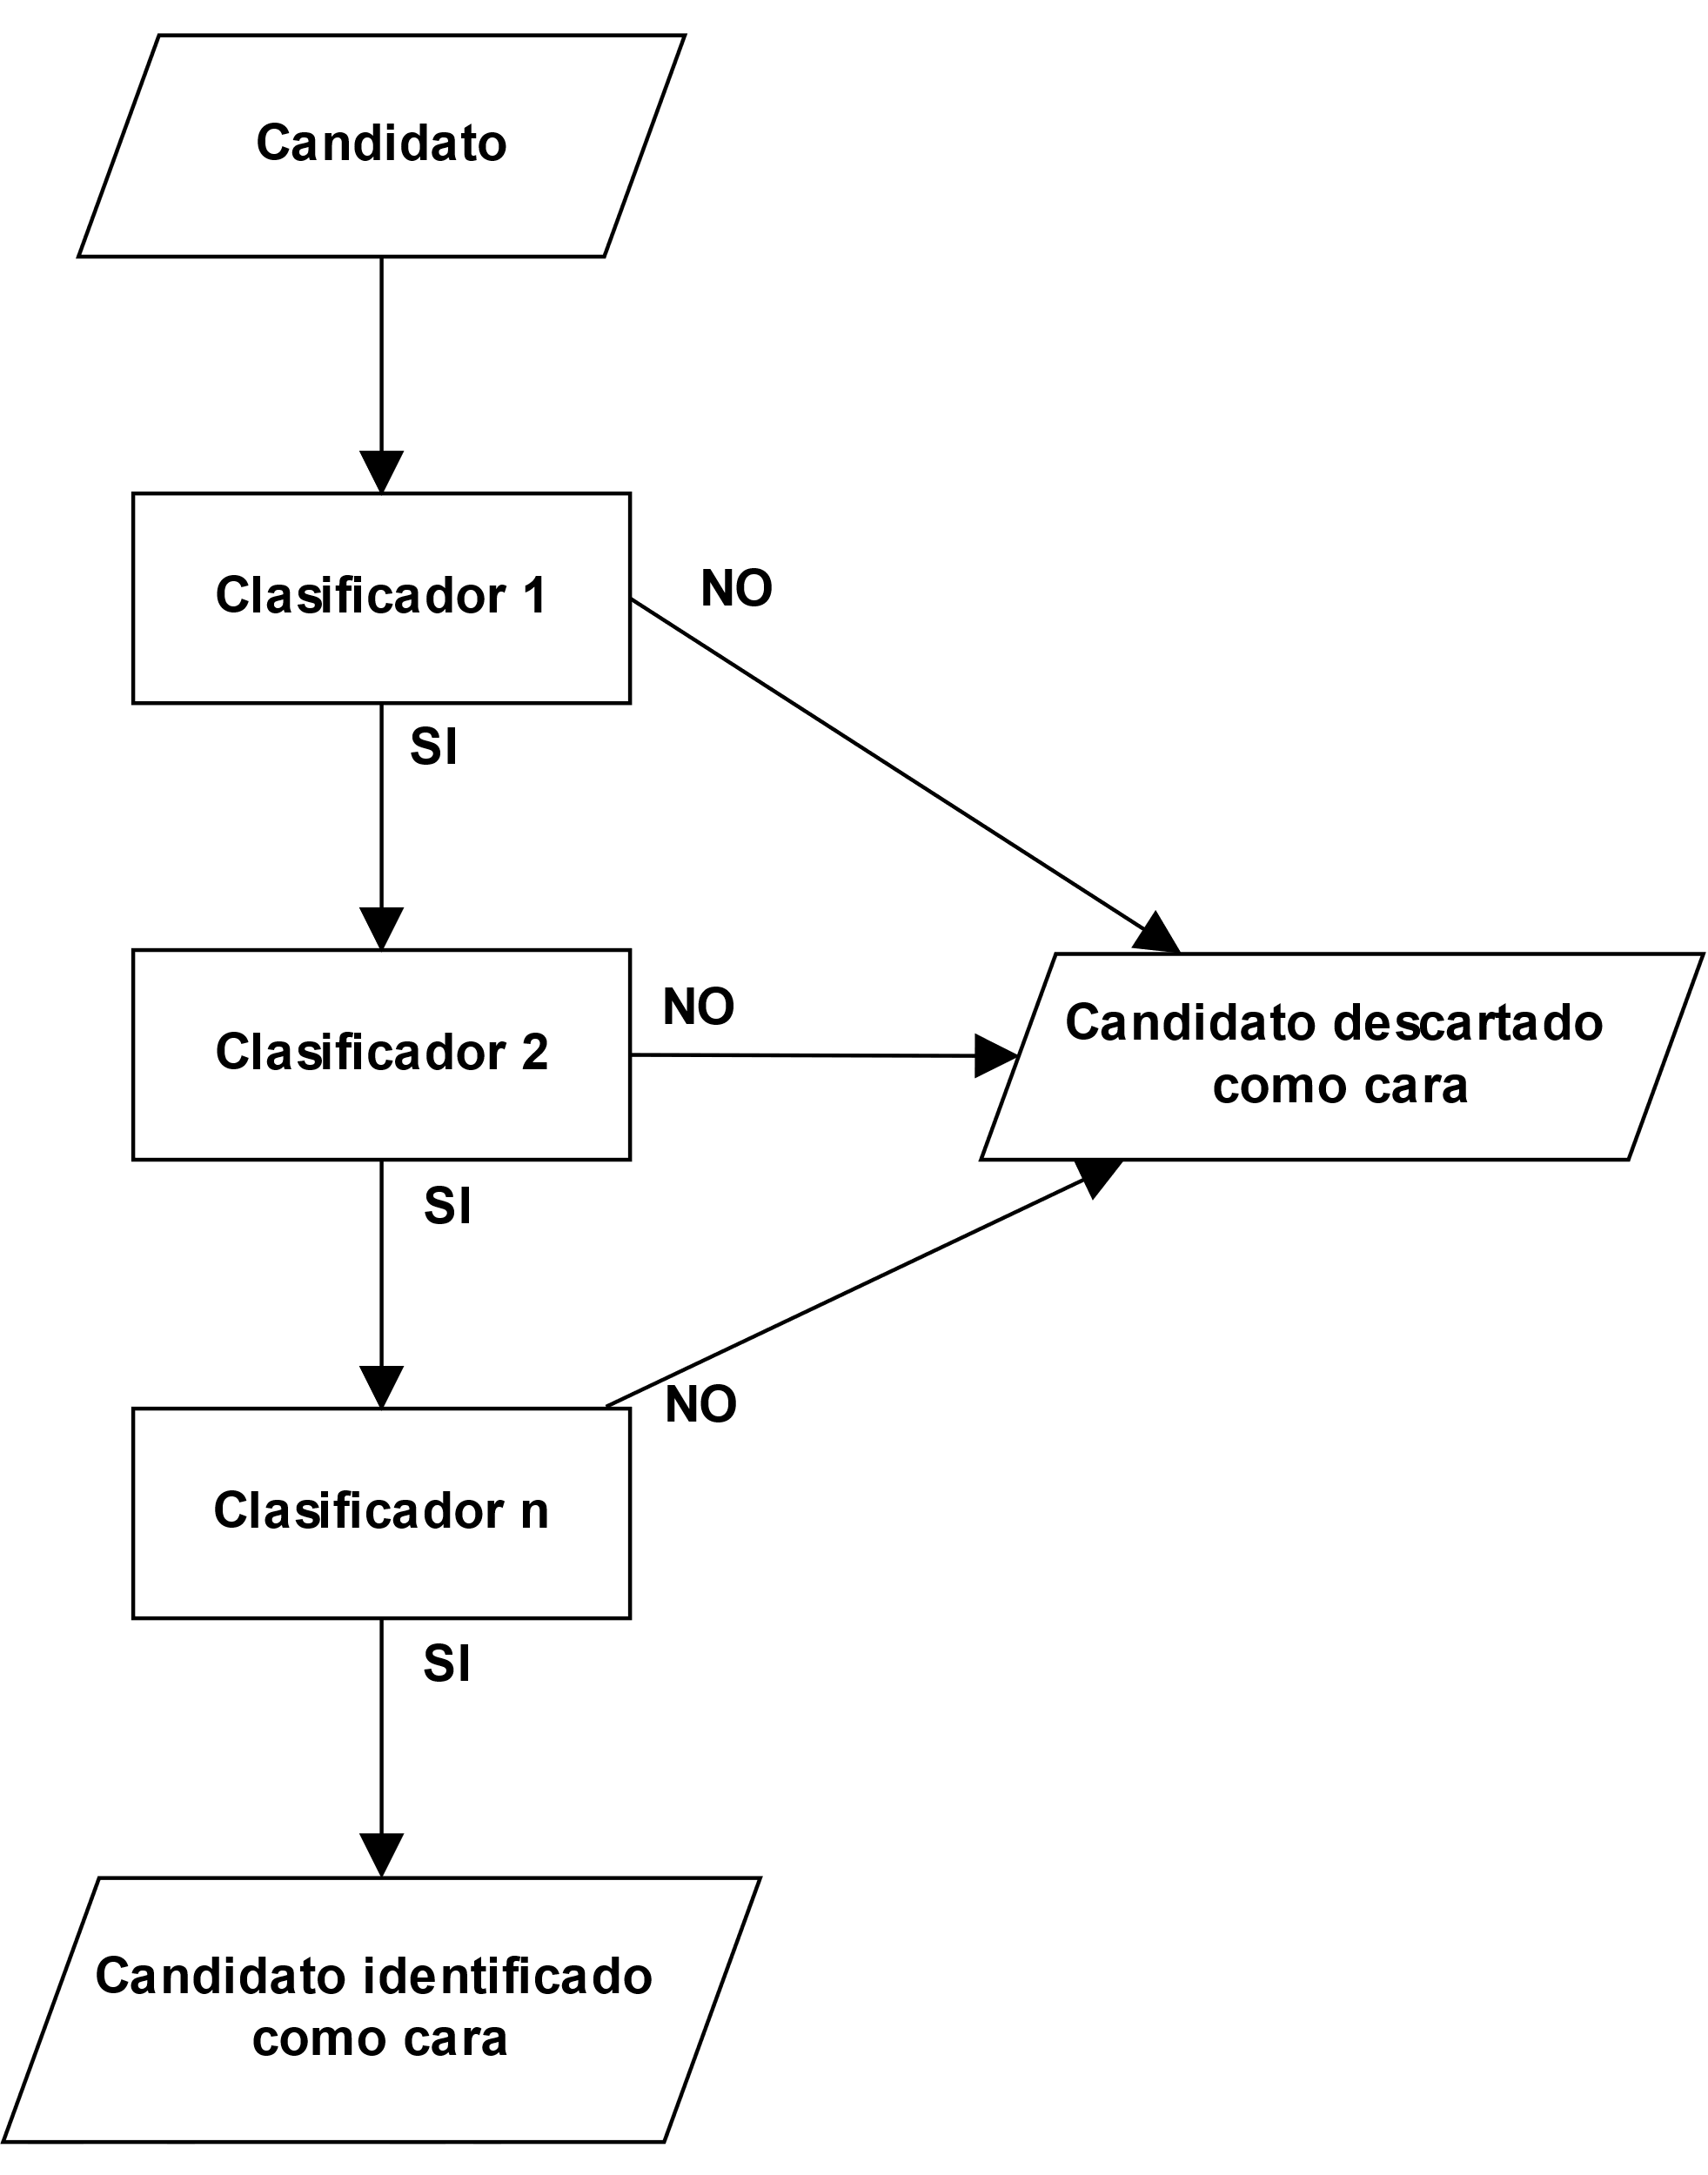 Candidato
Clasificador 1
NO
SI
Clasificador 2
NO
Candidato descartado
como cara
SI
NO
Clasificador n
SI
Candidato identificado
como cara